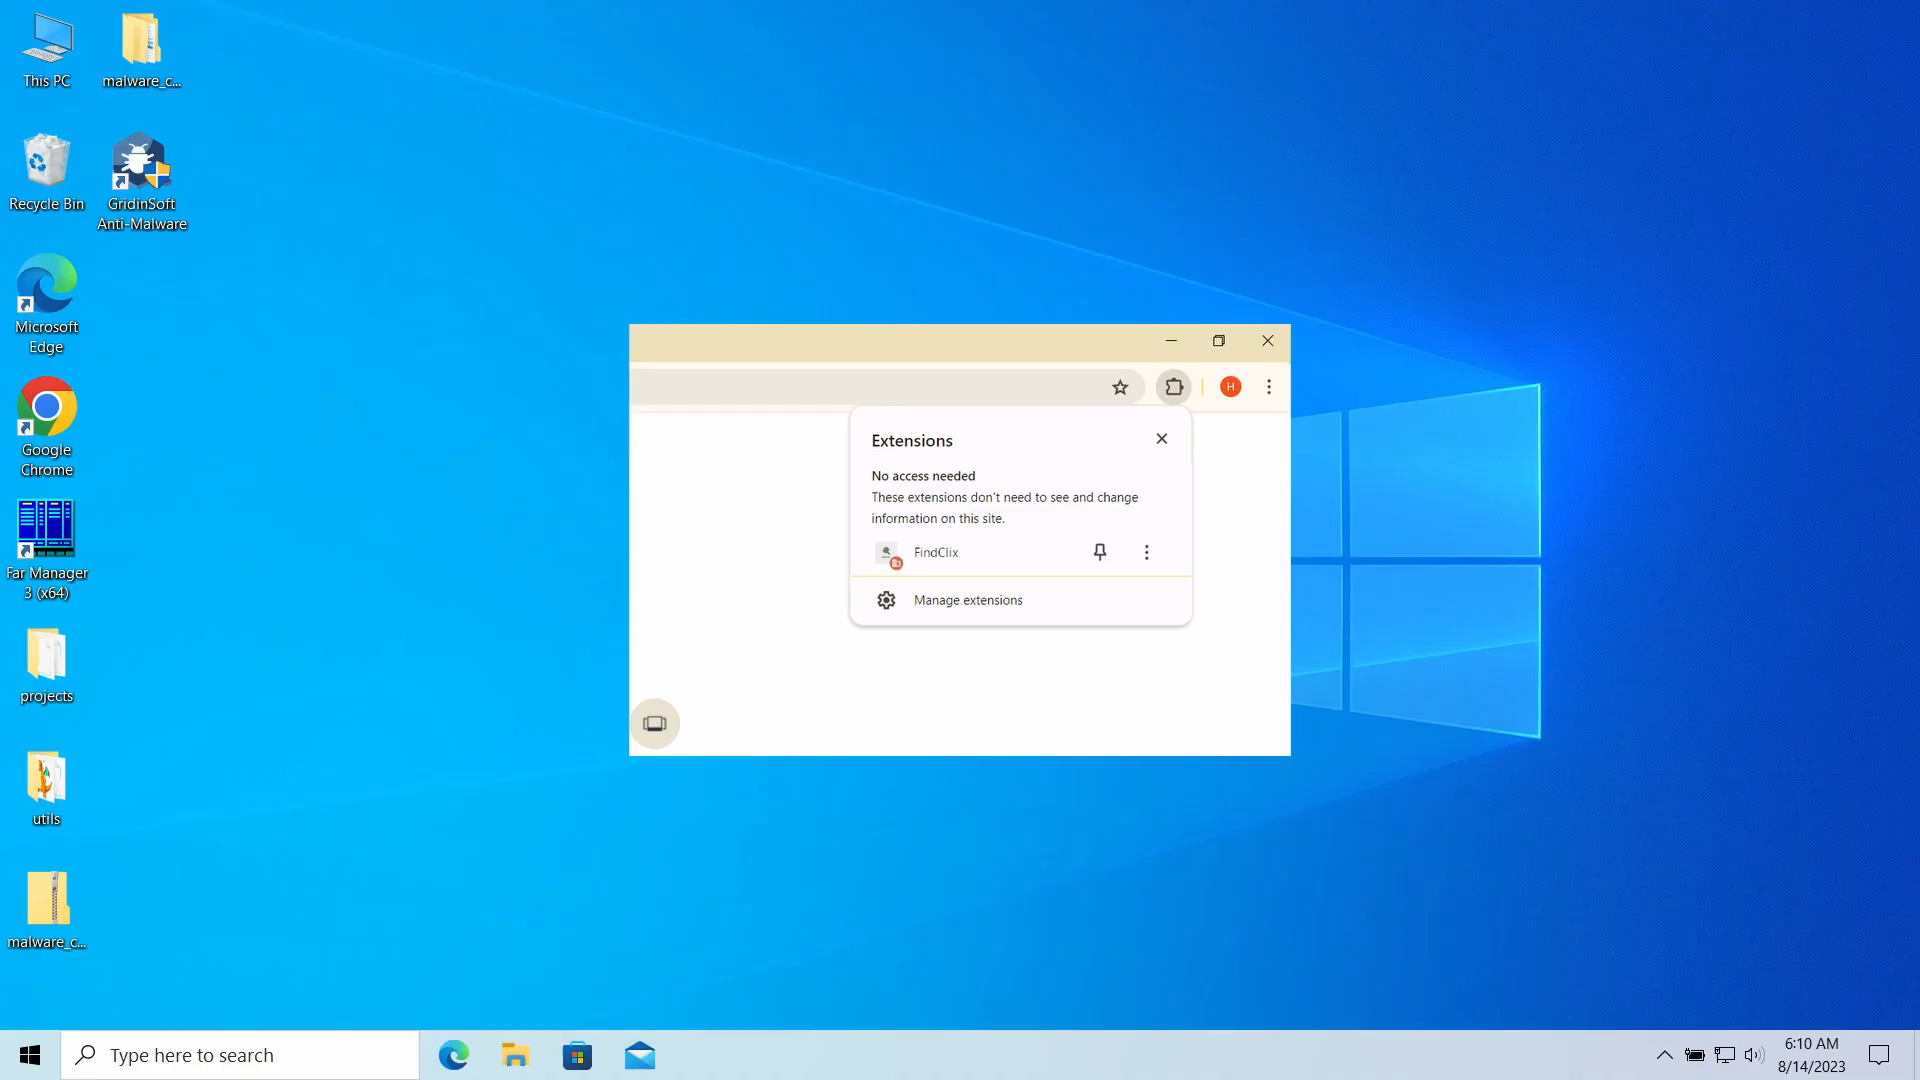 This PC
malware_c...
Recycle Bin
GridinSoft
Anti-Malware
Microsoft
Edge
Google
Chrome
Far Manager
3 (x64)
projects
utils
malware_c...
H
Extensions
No access needed
These extensions don't need to see and change
information on this site.
FindClix
Manage extensions
Type here to search
6:10 AM
8/14/2023